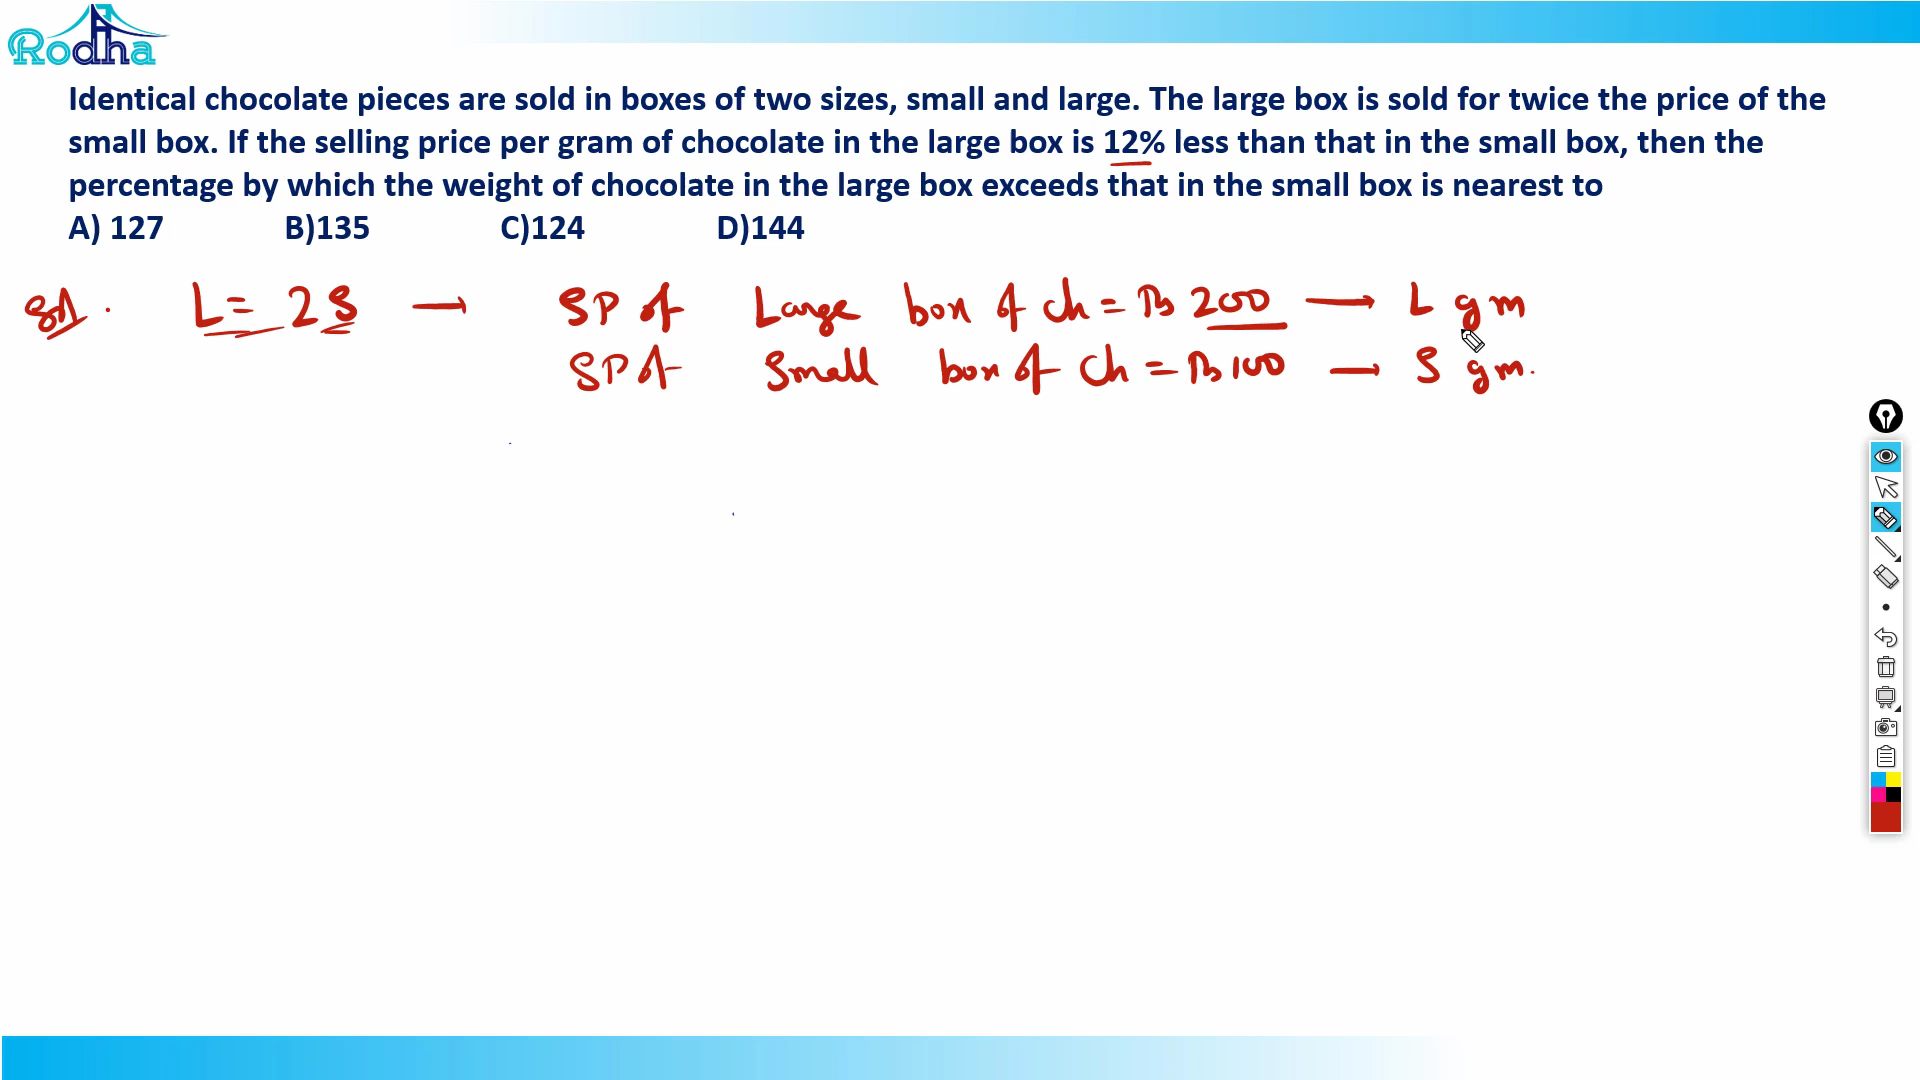 Rodha
Identical chocolate pieces are sold in boxes of two sizes, small and large. The large box is sold for twice the price of the
small box. If the selling price per gram of chocolate in the large box is 12% less than that in the small box, then the
percentage by which the weight of chocolate in the large box exceeds that in the small box is nearest to
A) 127 B)135 C)124 D)144
Sol. L = 2S → SP of Large box of ch = Rs 200 → L gm
SP of Small box of Ch = Rs 100 → S gm.